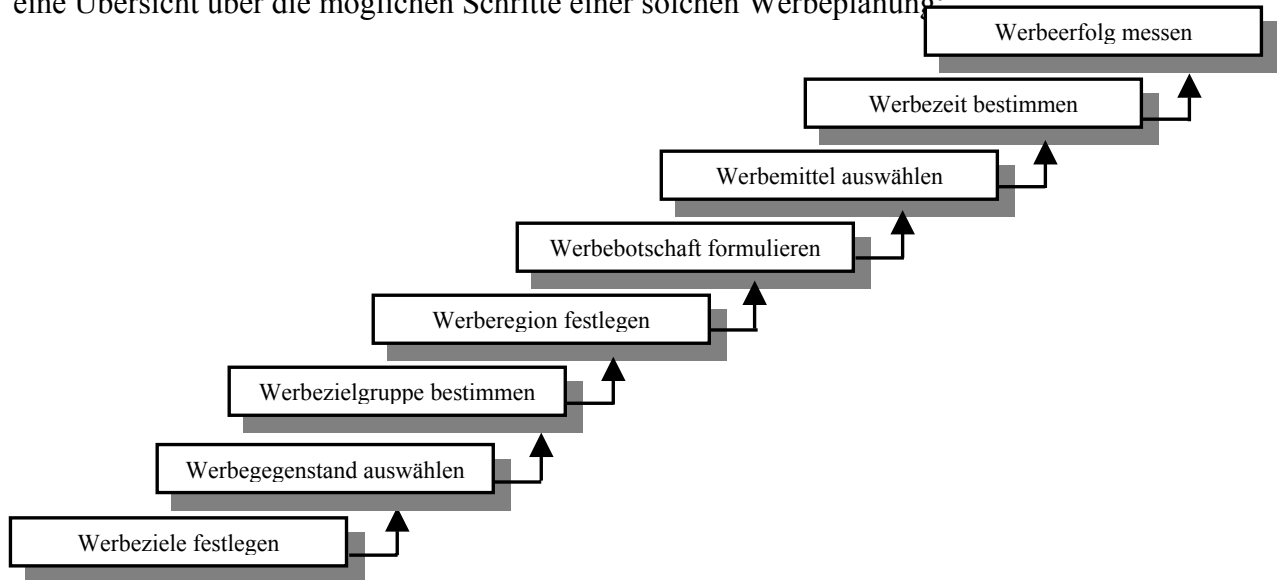 eine Übersicht über die möglichen Schritte einer solchen Werbeplanung:
Werbeerfolg messen
Werbezeit bestimmen
Werbemittel auswählen
Werbebotschaft formulieren
Werberegion festlegen
Werbezielgruppe bestimmen
Werbegegenstand auswählen
Werbeziele festlegen